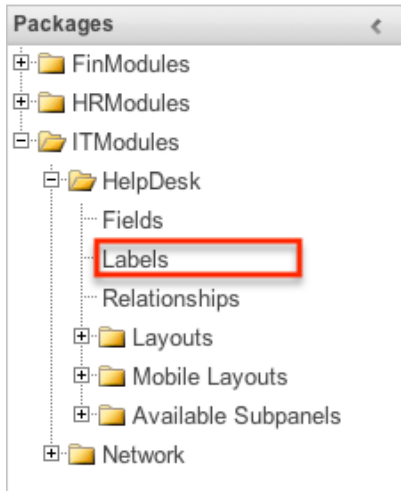 Packages
FinModules
HRModules
ITModules
HelpDesk
Fields
Labels
Relationships
Layouts
Mobile Layouts
Available Subpanels
Network